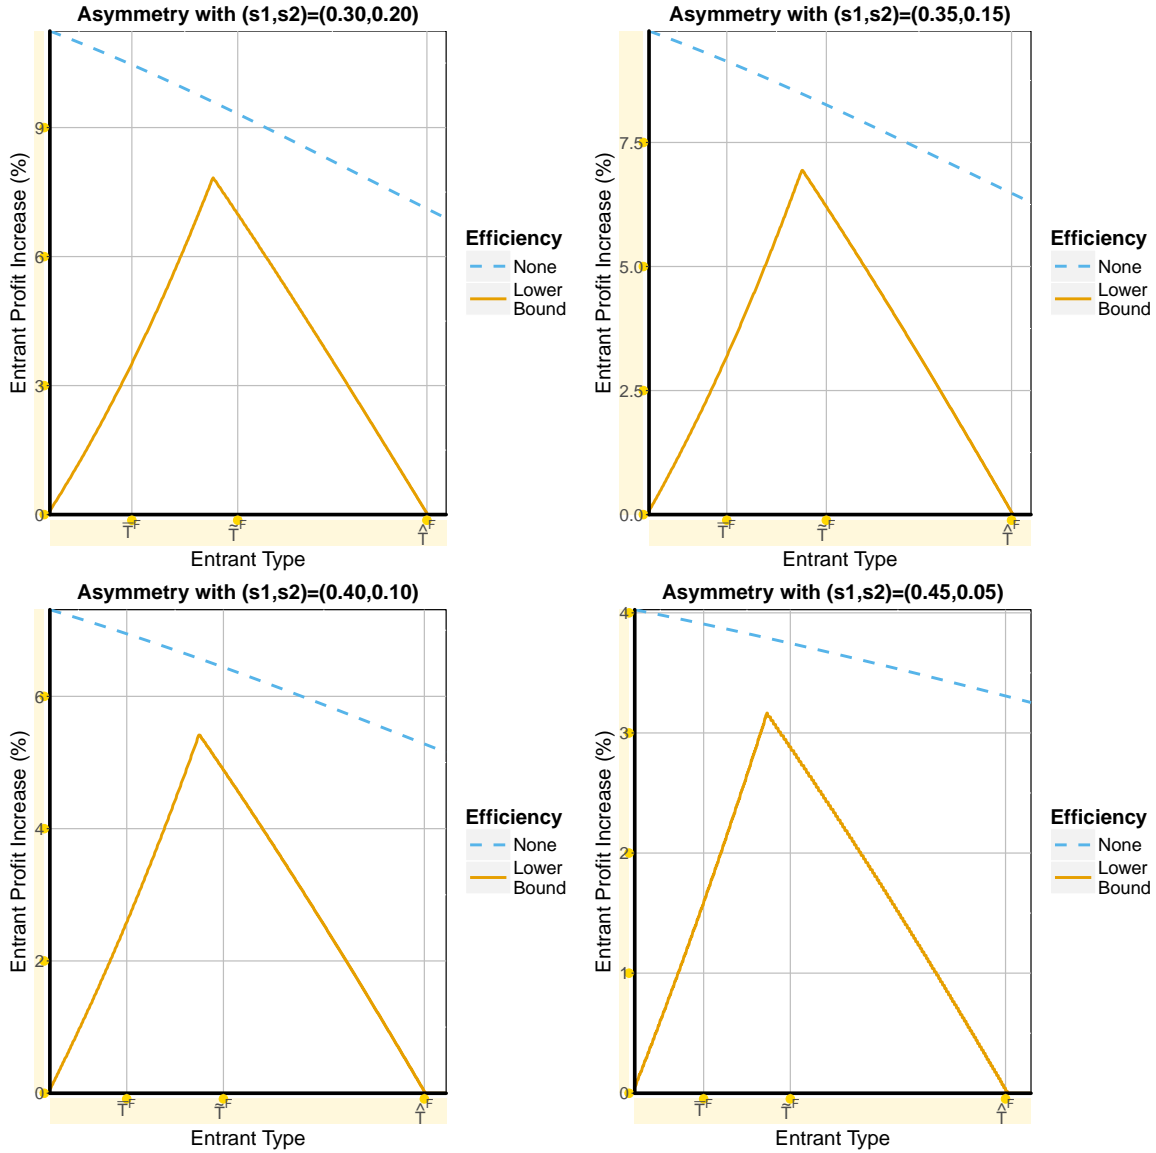 Asymmetry with (s1,s2)=(0.30,0.20)
Entrant Profit Increase (%)
9
6
3
0
T̿ᶠ
T̃ᶠ
T̂ᶠ
Entrant Type
Efficiency
None
Lower
Bound
Asymmetry with (s1,s2)=(0.35,0.15)
Entrant Profit Increase (%)
7.5
5.0
2.5
0.0
T̿ᶠ
T̃ᶠ
T̂ᶠ
Entrant Type
Efficiency
None
Lower
Bound
Asymmetry with (s1,s2)=(0.40,0.10)
Entrant Profit Increase (%)
6
4
2
0
T̿ᶠ
T̃ᶠ
T̂ᶠ
Entrant Type
Efficiency
None
Lower
Bound
Asymmetry with (s1,s2)=(0.45,0.05)
Entrant Profit Increase (%)
4
3
2
1
0
T̿ᶠ
T̃ᶠ
T̂ᶠ
Entrant Type
Efficiency
None
Lower
Bound